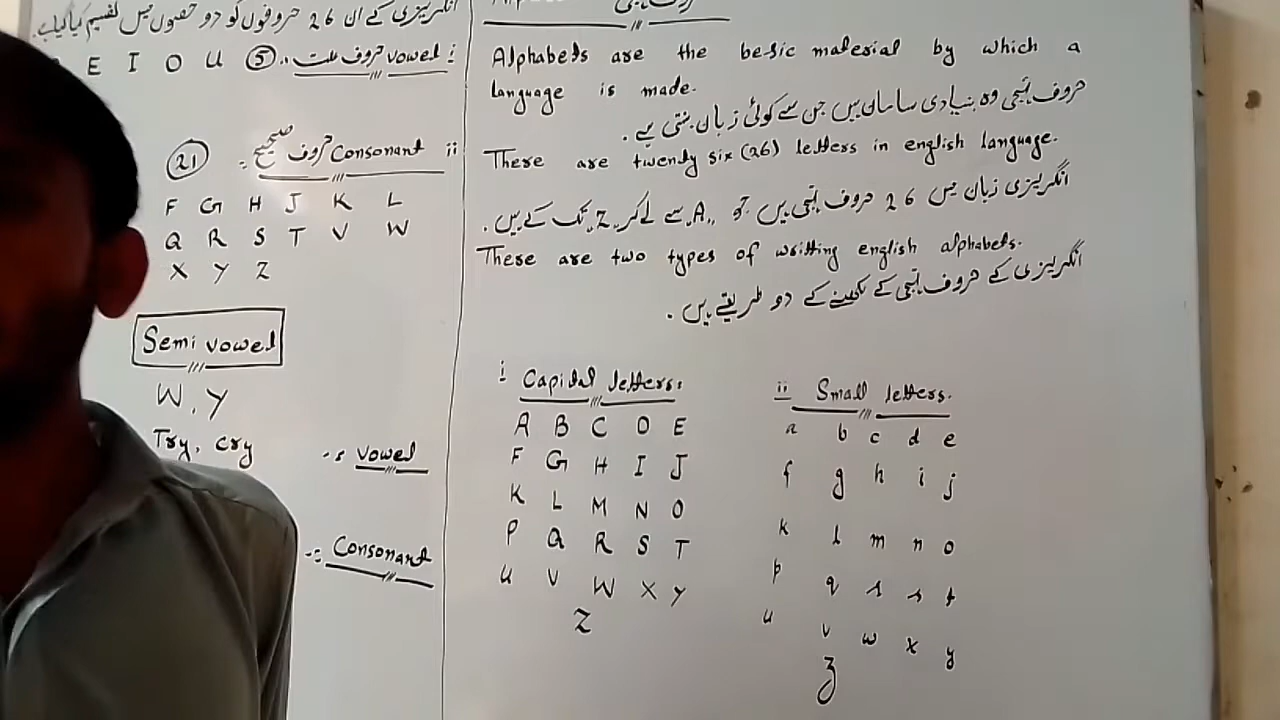 انگریزی کے ان 26 حروفوں کو دو حصوں میں تقسیم کیا گیا ہے
i vowel حروف علت :. (5) U O I E
ii Consonant حروف صحیح :. (21)
F G H J K L
Q R S T V W
X Y Z
Semi vowel
W, Y
Try, cry
vowel :.
Consonant :.
Alphabets are the besic material by which a
language is made.
حروف تہجی وہ بنیادی سامان ہیں جن سے کوئی زبان بنتی ہے.
There are twenty six (26) letters in english language.
انگریزی زبان میں 26 حروف تہجی ہیں جو "A" سے لے کر "Z" تک کے ہیں.
There are two types of writting english alphabets.
انگریزی کے حروف تہجی کے لکھنے کے دو طریقے ہیں.
i Capital letters:
A B C D E
F G H I J
K L M N O
P Q R S T
U V W X Y
Z
ii Small letters.
a b c d e
f g h i j
k l m n o
p q r s t
u v w x y
z